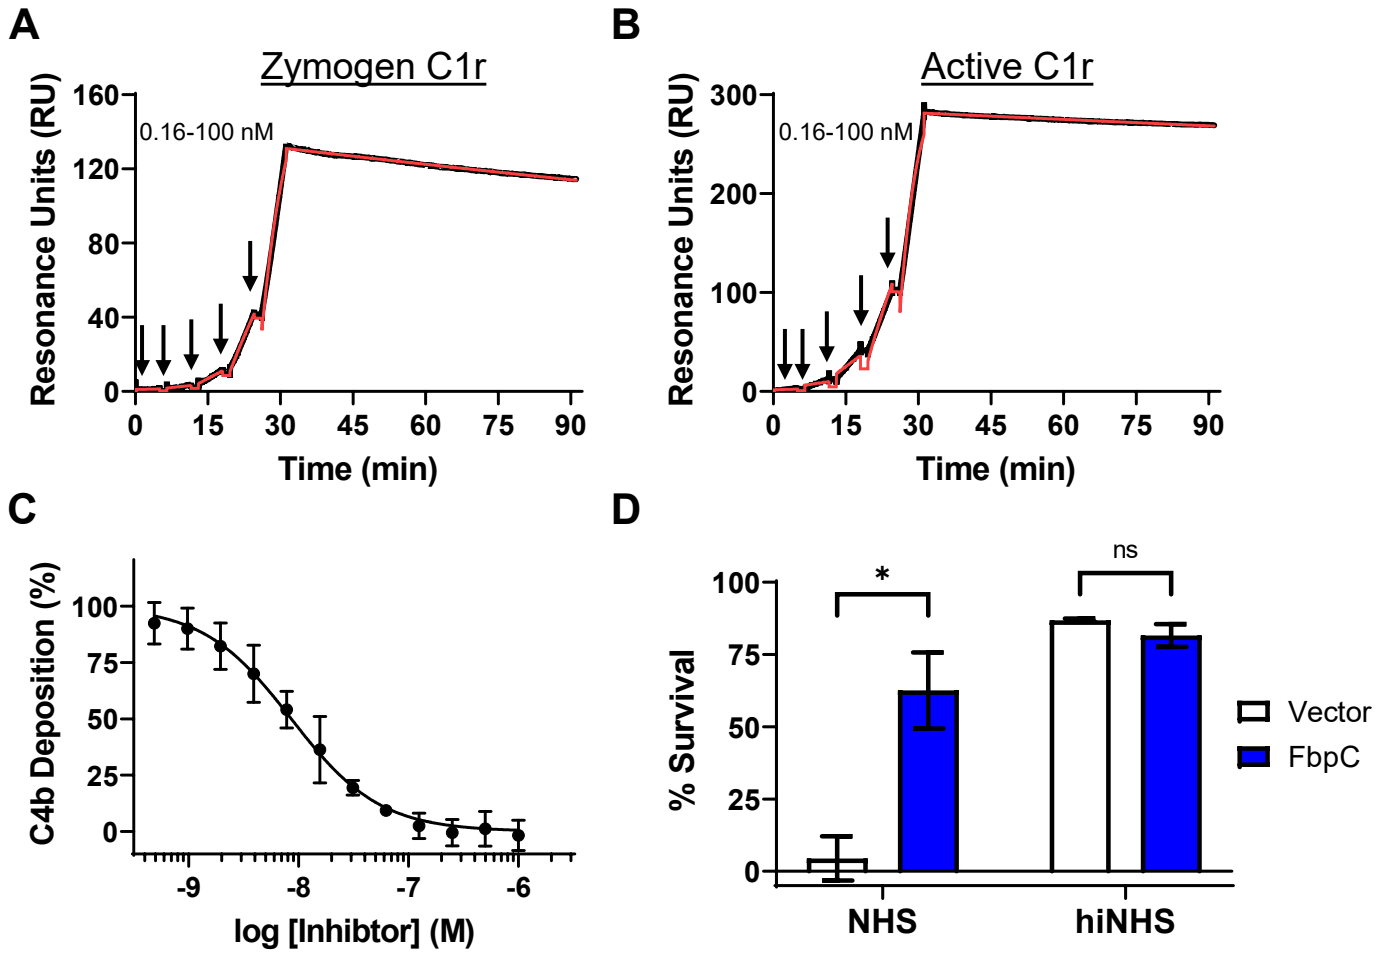 A
Zymogen C1r
Resonance Units (RU)
160
120
80
40
0
0.16-100 nM
0 15 30 45 60 75 90
Time (min)
B
Active C1r
Resonance Units (RU)
300
200
100
0
0.16-100 nM
0 15 30 45 60 75 90
Time (min)
C
C4b Deposition (%)
100
75
50
25
0
-9 -8 -7 -6
log [Inhibtor] (M)
D
% Survival
100
75
50
25
0
*
ns
NHS hiNHS
Vector
FbpC